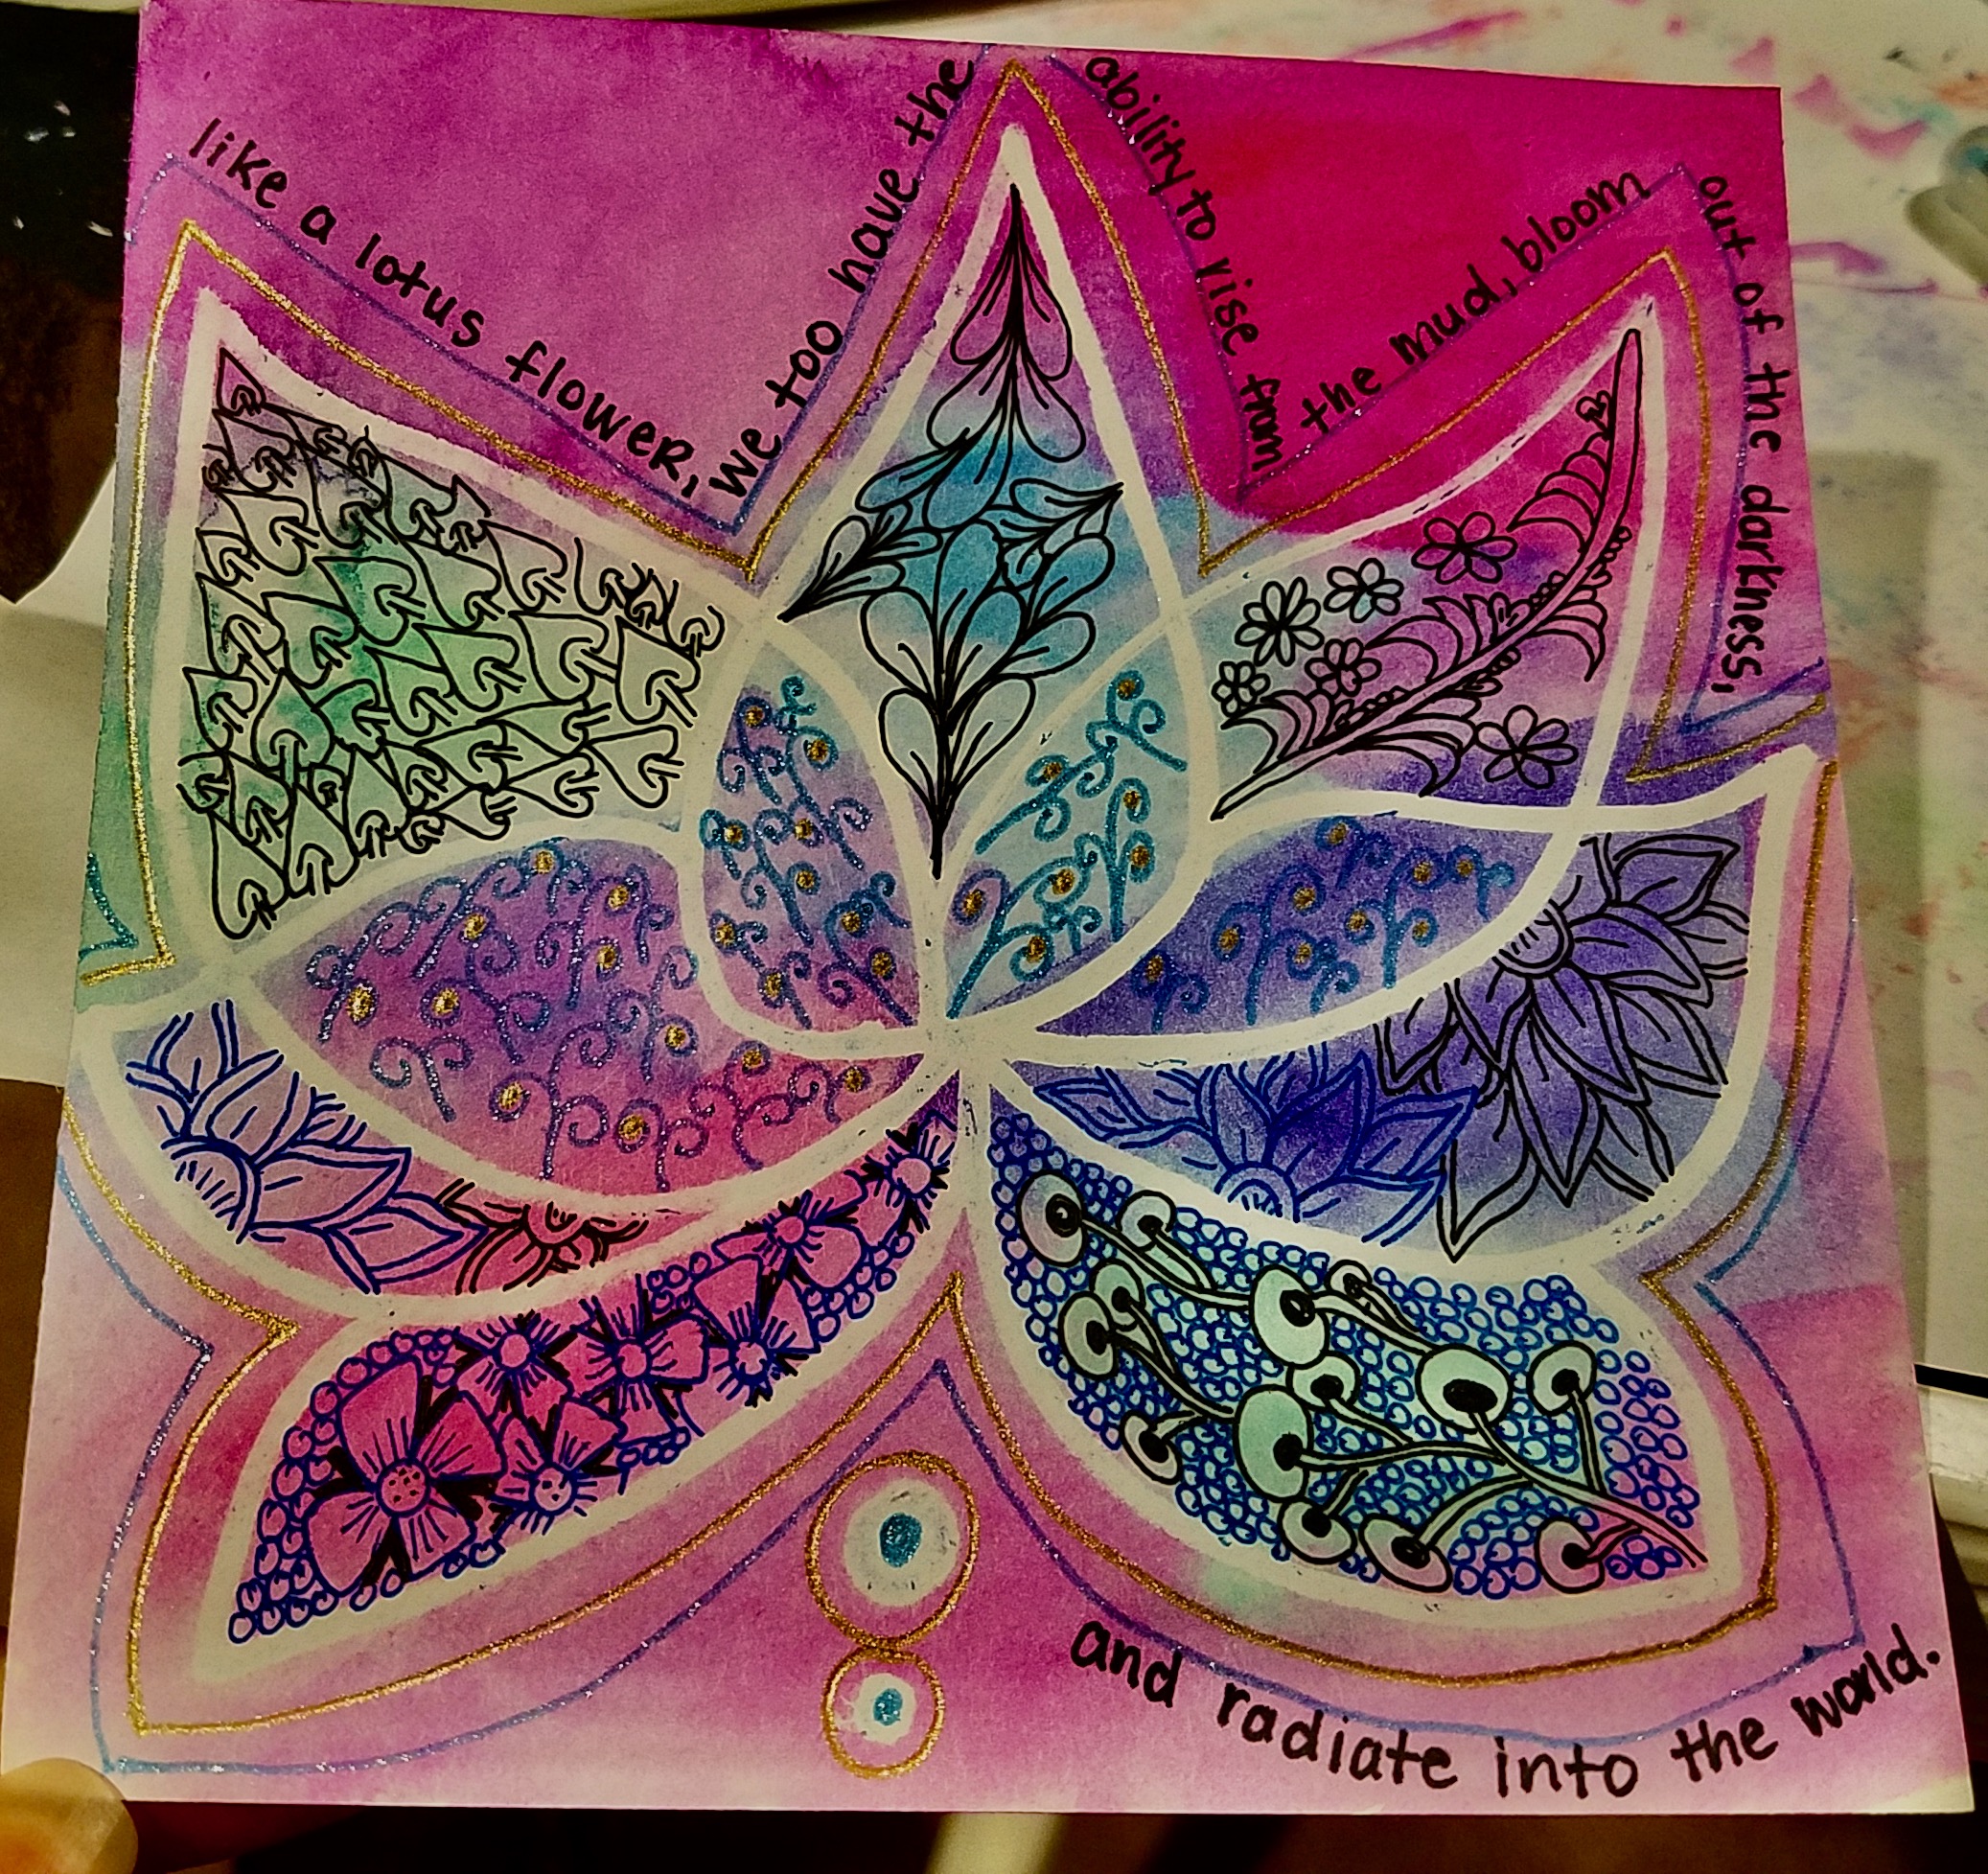 like a lotus flower,
we too have the
ability to rise from
the mud, bloom
out of the darkness,
and radiate into the world.